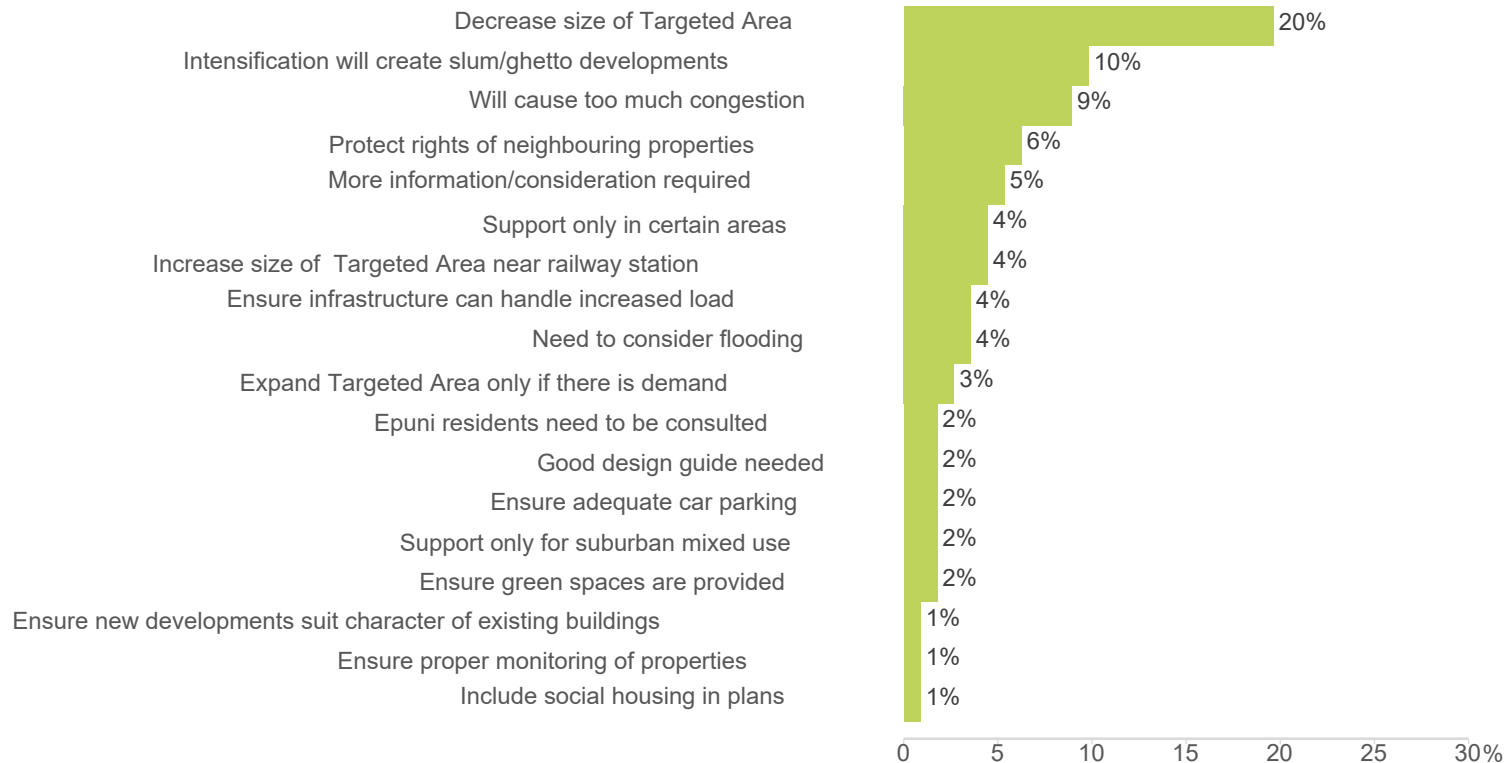 Decrease size of Targeted Area 20%
Intensification will create slum/ghetto developments 10%
Will cause too much congestion 9%
Protect rights of neighbouring properties 6%
More information/consideration required 5%
Support only in certain areas 4%
Increase size of  Targeted Area near railway station 4%
Ensure infrastructure can handle increased load 4%
Need to consider flooding 4%
Expand Targeted Area only if there is demand 3%
Epuni residents need to be consulted 2%
Good design guide needed 2%
Ensure adequate car parking 2%
Support only for suburban mixed use 2%
Ensure green spaces are provided 2%
Ensure new developments suit character of existing buildings 1%
Ensure proper monitoring of properties 1%
Include social housing in plans 1%
0 5 10 15 20 25 30%